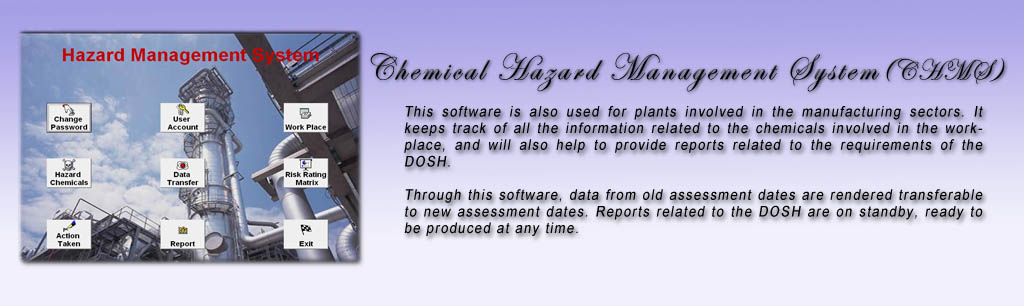 Hazard Management System
Change
Password
User
Account
Work Place
Hazard
Chemicals
Data
Transfer
Risk Rating
Matrix
Action
Taken
Report
Exit
Chemical Hazard Management System (CHMS)
This software is also used for plants involved in the manufacturing sectors. It
keeps track of all the information related to the chemicals involved in the work-
place, and will also help to provide reports related to the requirements of the
DOSH.
Through this software, data from old assessment dates are rendered transferable
to new assessment dates. Reports related to the DOSH are on standby, ready to
be produced at any time.